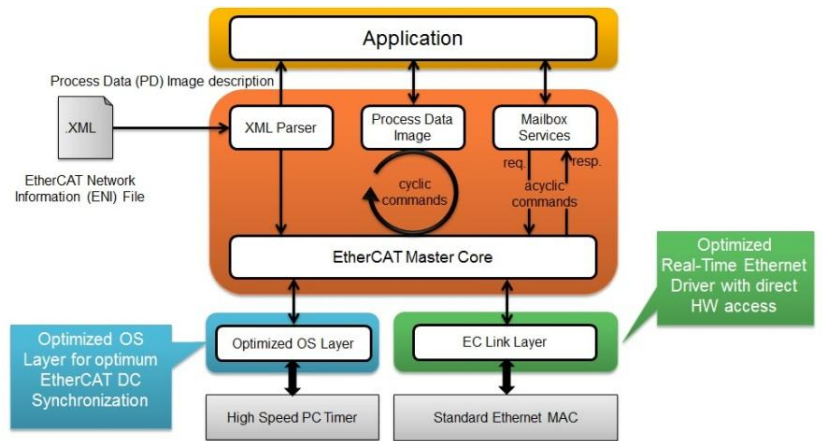 Application
Process Data (PD) Image description
.XML
XML Parser
Process Data
Image
Mailbox
Services
req.
resp.
EtherCAT Network
Information (ENI) File
cyclic
commands
acyclic
commands
EtherCAT Master Core
Optimized
Real-Time Ethernet
Driver with direct
HW access
Optimized OS
Layer for optimum
EtherCAT DC
Synchronization
Optimized OS Layer
EC Link Layer
High Speed PC Timer
Standard Ethernet MAC